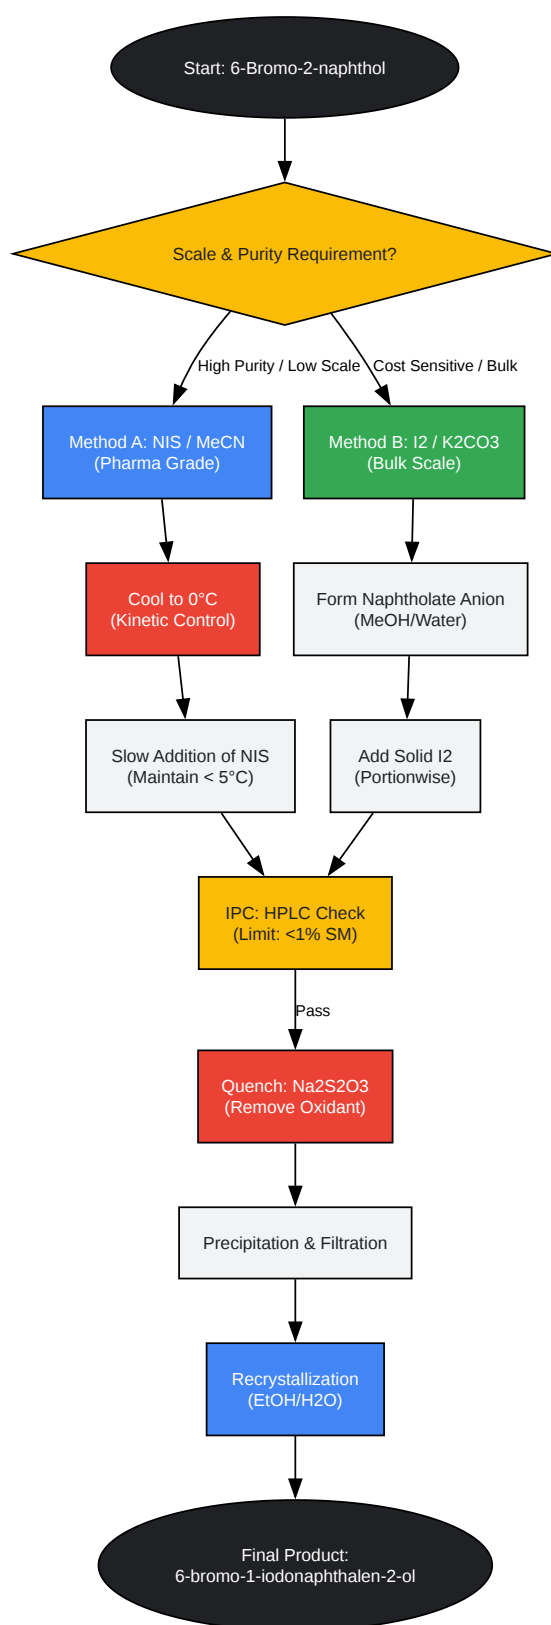 Start: 6-Bromo-2-naphthol
Scale & Purity Requirement?
High Purity / Low Scale
Cost Sensitive / Bulk
Method A: NIS / MeCN
(Pharma Grade)
Method B: I2 / K2CO3
(Bulk Scale)
Cool to 0°C
(Kinetic Control)
Form Naphtholate Anion
(MeOH/Water)
Slow Addition of NIS
(Maintain < 5°C)
Add Solid I2
(Portionwise)
IPC: HPLC Check
(Limit: <1% SM)
Pass
Quench: Na2S2O3
(Remove Oxidant)
Precipitation & Filtration
Recrystallization
(EtOH/H2O)
Final Product:
6-bromo-1-iodonaphthalen-2-ol